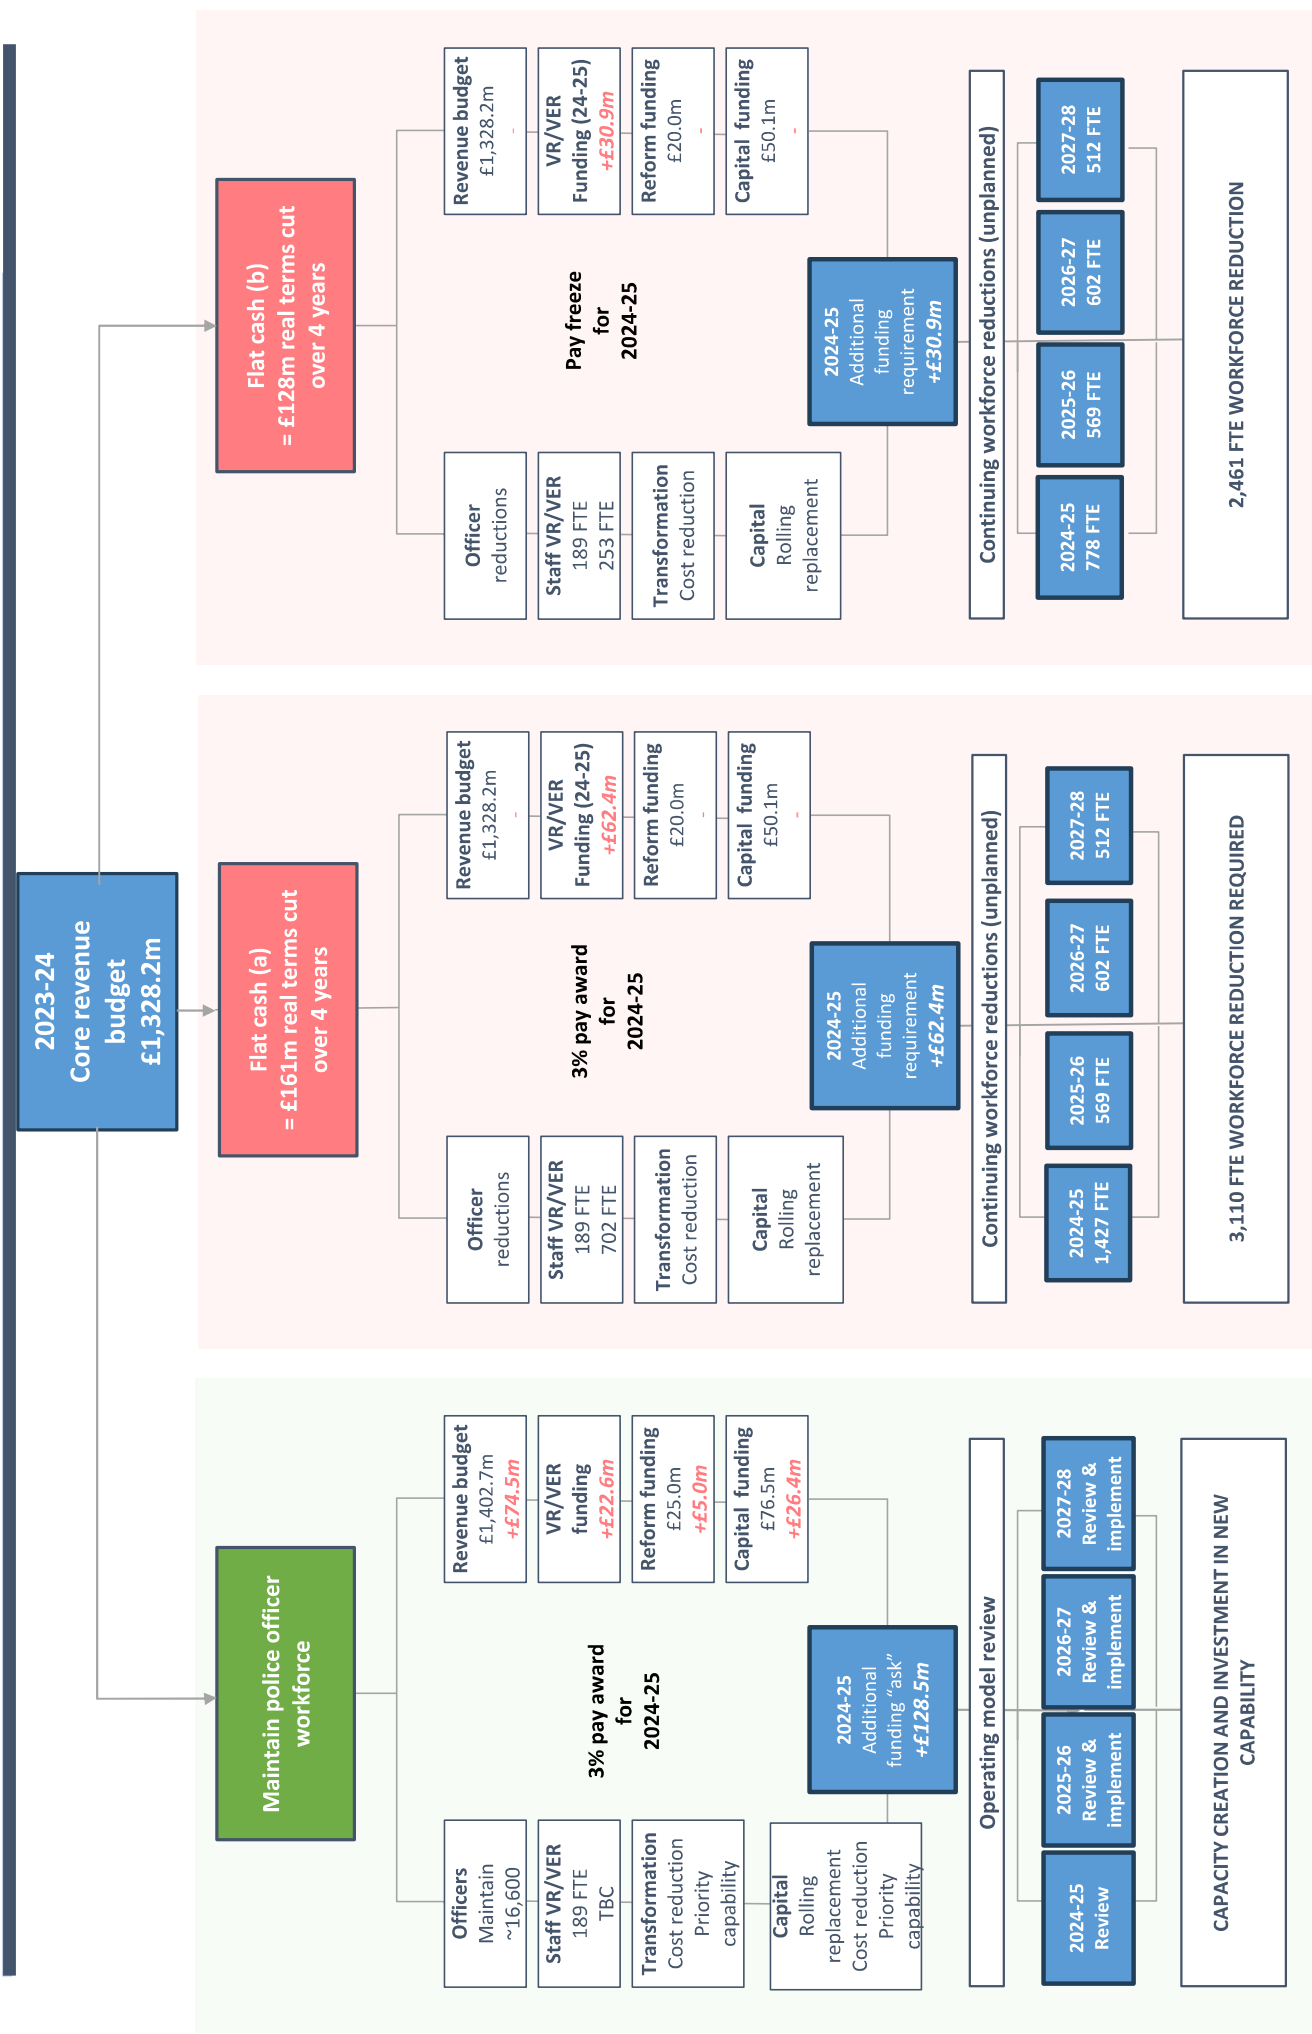 2023-24
Core revenue
budget
£1,328.2m
Maintain police officer
workforce
Officers
Maintain
~16,600
Staff VR/VER
189 FTE
TBC
Transformation
Cost reduction
Priority
capability
Capital
Rolling
replacement
Cost reduction
Priority
capability
3% pay award
for
2024-25
Revenue budget
£1,402.7m
+£74.5m
VR/VER
funding
+£22.6m
Reform funding
£25.0m
+£5.0m
Capital funding
£76.5m
+£26.4m
2024-25
Additional
funding “ask”
+£128.5m
Operating model review
2024-25
Review
2025-26
Review &
implement
2026-27
Review &
implement
2027-28
Review &
implement
CAPACITY CREATION AND INVESTMENT IN NEW
CAPABILITY
Flat cash (a)
= £161m real terms cut
over 4 years
Officer
reductions
Staff VR/VER
189 FTE
702 FTE
Transformation
Cost reduction
Capital
Rolling
replacement
3% pay award
for
2024-25
Revenue budget
£1,328.2m
-
VR/VER
Funding (24-25)
+£62.4m
Reform funding
£20.0m
-
Capital funding
£50.1m
-
2024-25
Additional
funding
requirement
+£62.4m
Continuing workforce reductions (unplanned)
2024-25
1,427 FTE
2025-26
569 FTE
2026-27
602 FTE
2027-28
512 FTE
3,110 FTE WORKFORCE REDUCTION REQUIRED
Flat cash (b)
= £128m real terms cut
over 4 years
Officer
reductions
Staff VR/VER
189 FTE
253 FTE
Transformation
Cost reduction
Capital
Rolling
replacement
Pay freeze
for
2024-25
Revenue budget
£1,328.2m
-
VR/VER
Funding (24-25)
+£30.9m
Reform funding
£20.0m
-
Capital funding
£50.1m
-
2024-25
Additional
funding
requirement
+£30.9m
Continuing workforce reductions (unplanned)
2024-25
778 FTE
2025-26
569 FTE
2026-27
602 FTE
2027-28
512 FTE
2,461 FTE WORKFORCE REDUCTION